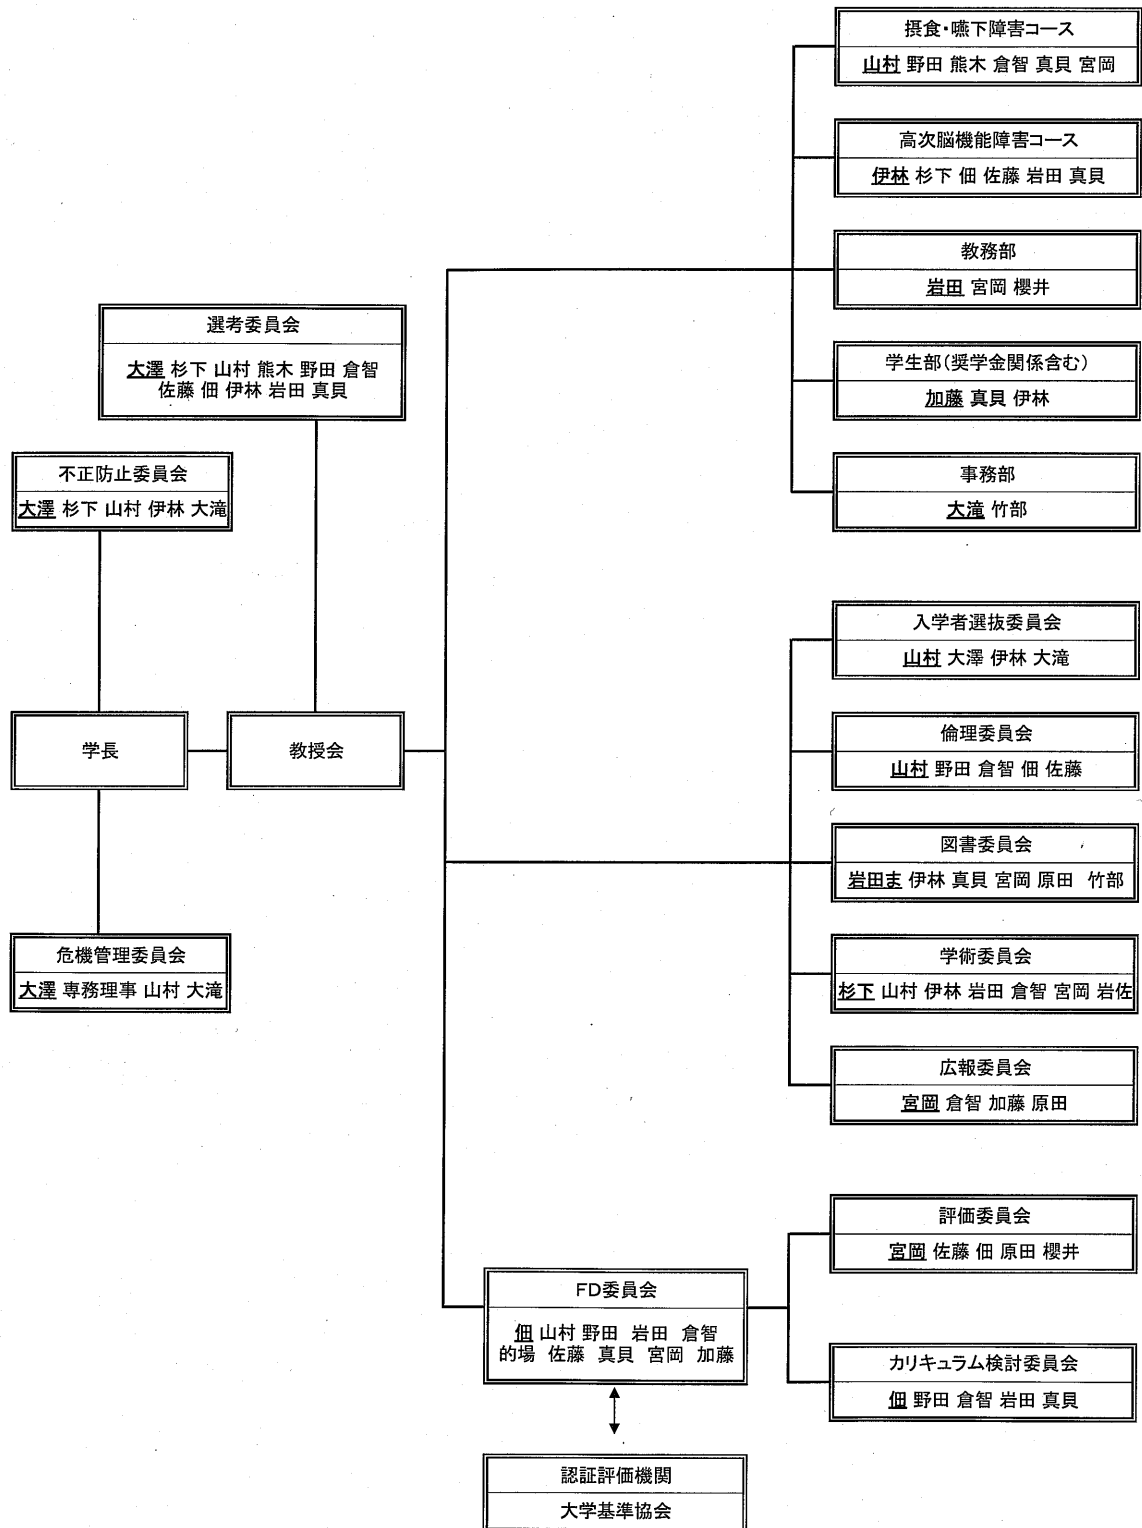 摂食・嚥下障害コース
山村 野田 熊木 倉智 真貝 宮岡
高次脳機能障害コース
伊林 杉下 佃 佐藤 岩田 真貝
教務部
岩田 宮岡 櫻井
学生部(奨学金関係含む)
加藤 真貝 伊林
事務部
大滝 竹部
選考委員会
大澤 杉下 山村 熊木 野田 倉智
佐藤 佃 伊林 岩田 真貝
不正防止委員会
大澤 杉下 山村 伊林 大滝
学長
教授会
危機管理委員会
大澤 専務理事 山村 大滝
入学者選抜委員会
山村 大澤 伊林 大滝
倫理委員会
山村 野田 倉智 佃 佐藤
図書委員会
岩田ま 伊林 真貝 宮岡 原田 竹部
学術委員会
杉下 山村 伊林 岩田 倉智 宮岡 岩佐
広報委員会
宮岡 倉智 加藤 原田
FD委員会
佃 山村 野田 岩田 倉智
的場 佐藤 真貝 宮岡 加藤
評価委員会
宮岡 佐藤 佃 原田 櫻井
カリキュラム検討委員会
佃 野田 倉智 岩田 真貝
認証評価機関
大学基準協会